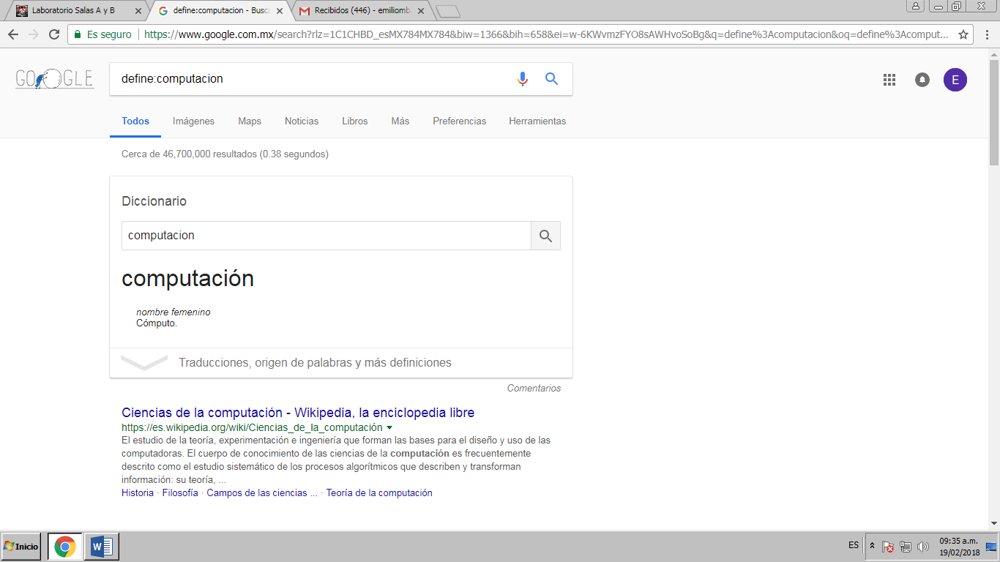 Laboratorio Salas A y B
define:computacion - Busc
Recibidos (446) - emiliomb
Es seguro
https://www.google.com.mx/search?rlz=1C1CHBD_esMX784MX784&biw=1366&bih=658&ei=w-6KWvmzFYO8sAWHvoSoBg&q=define%3Acomputacion&oq=define%3Acomput...
GOOGLE
define:computacion
E
Todos Imágenes Maps Noticias Libros Más Preferencias Herramientas
Cerca de 46,700,000 resultados (0.38 segundos)
Diccionario
computacion
computación
nombre femenino
Cómputo.
Traducciones, origen de palabras y más definiciones
Comentarios
Ciencias de la computación - Wikipedia, la enciclopedia libre
https://es.wikipedia.org/wiki/Ciencias_de_la_computación
El estudio de la teoría, experimentación e ingeniería que forman las bases para el diseño y uso de las
computadoras. El cuerpo de conocimiento de las ciencias de la computación es frecuentemente
descrito como el estudio sistemático de los procesos algorítmicos que describen y transforman
información: su teoría, ...
Historia · Filosofía · Campos de las ciencias ... · Teoría de la computación
Inicio
W
ES
09:35 a.m.
19/02/2018